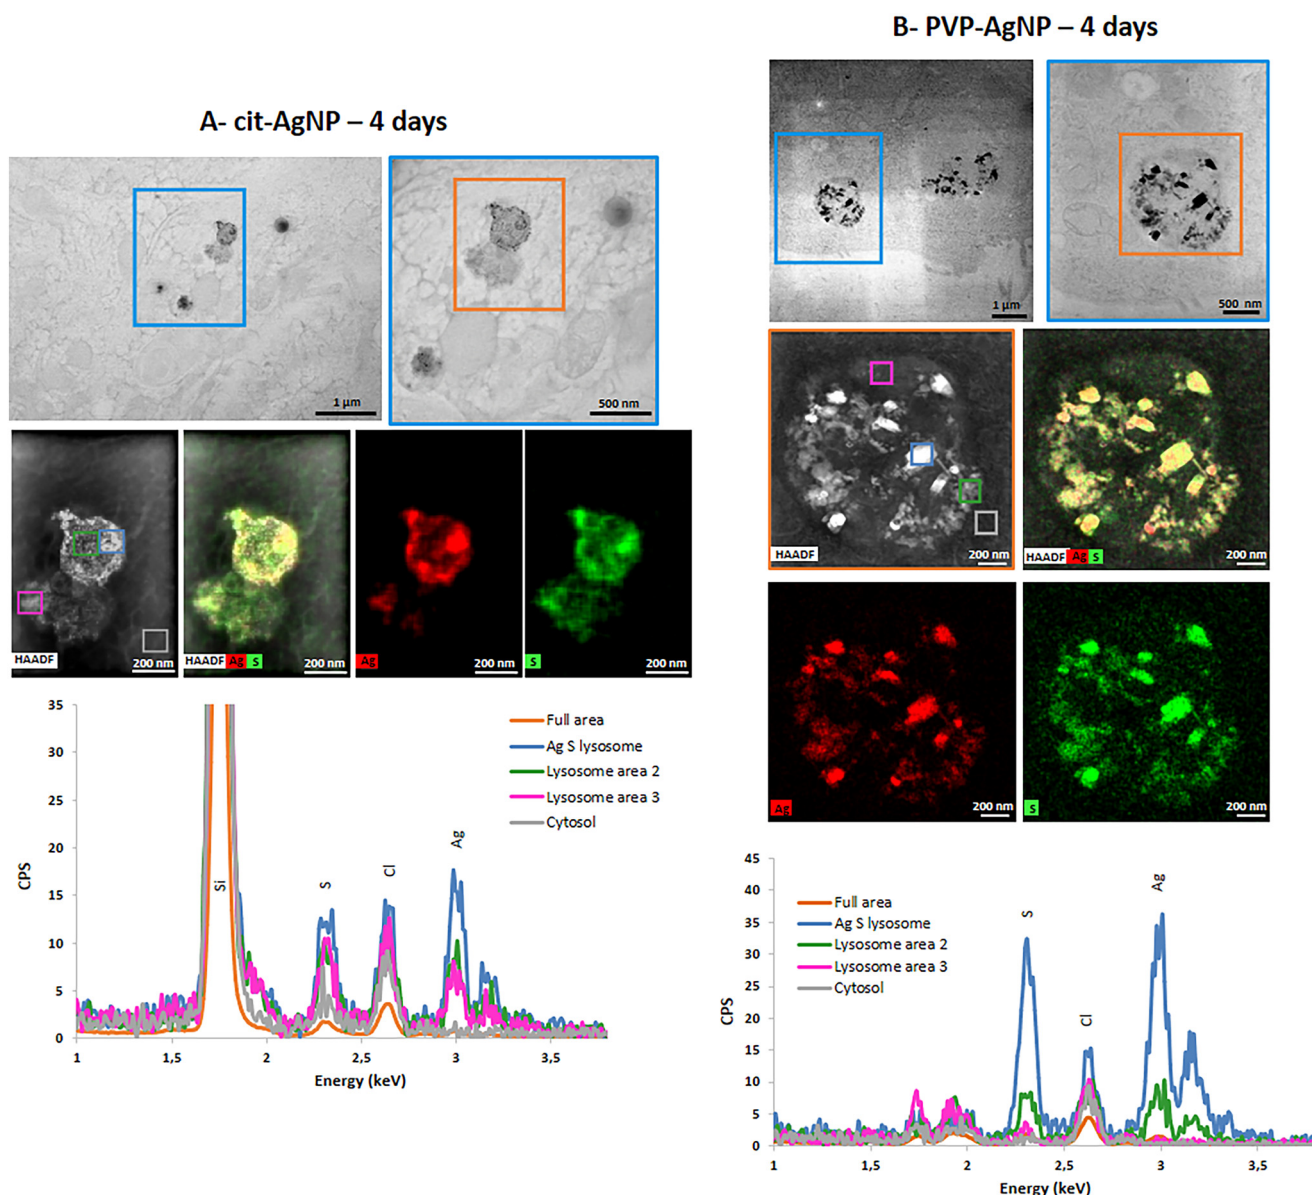 B- PVP-AgNP – 4 days
A- cit-AgNP – 4 days
1 µm
500 nm
1 µm
500 nm
HAADF
200 nm
HAADF Ag S
200 nm
Ag
200 nm
S
200 nm
HAADF
200 nm
HAADF Ag S
200 nm
Ag
200 nm
S
200 nm
35
30
25
20
15
10
5
0
CPS
Si
S
Cl
Ag
Full area
Ag S lysosome
Lysosome area 2
Lysosome area 3
Cytosol
1
1,5
2
2,5
3
3,5
Energy (keV)
45
40
35
30
25
20
15
10
5
0
CPS
S
Cl
Ag
Full area
Ag S lysosome
Lysosome area 2
Lysosome area 3
Cytosol
1
1,5
2
2,5
3
3,5
Energy (keV)